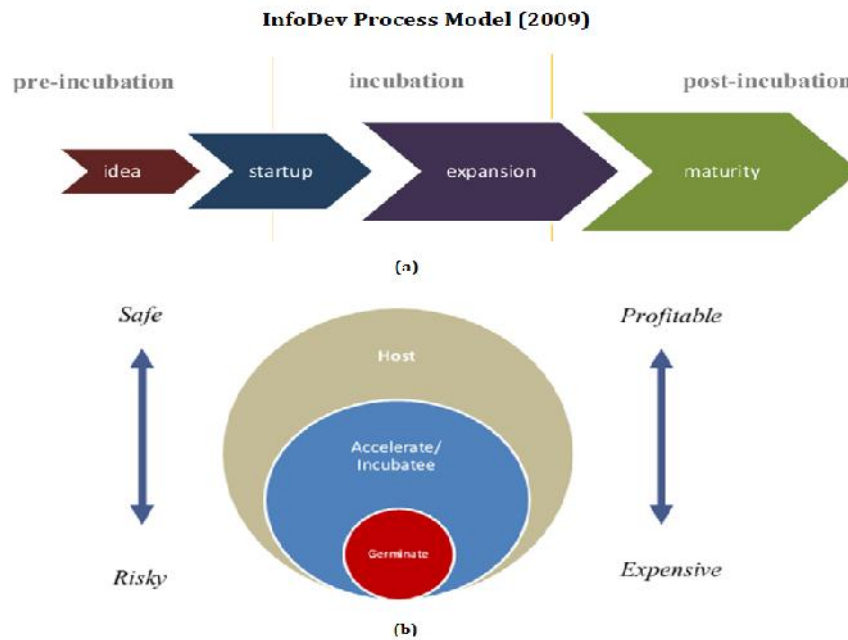 InfoDev Process Model (2009)
pre-incubation incubation post-incubation
idea startup expansion maturity
(a)
Safe Profitable
Host
Accelerate/
Incubatee
Germinate
Risky Expensive
(b)